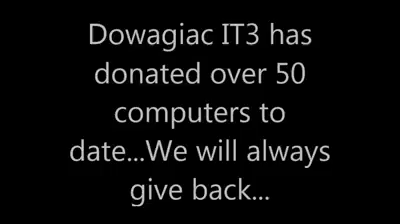 Dowagiac IT3 has
donated over 50
computers to
date...We will always
give back...